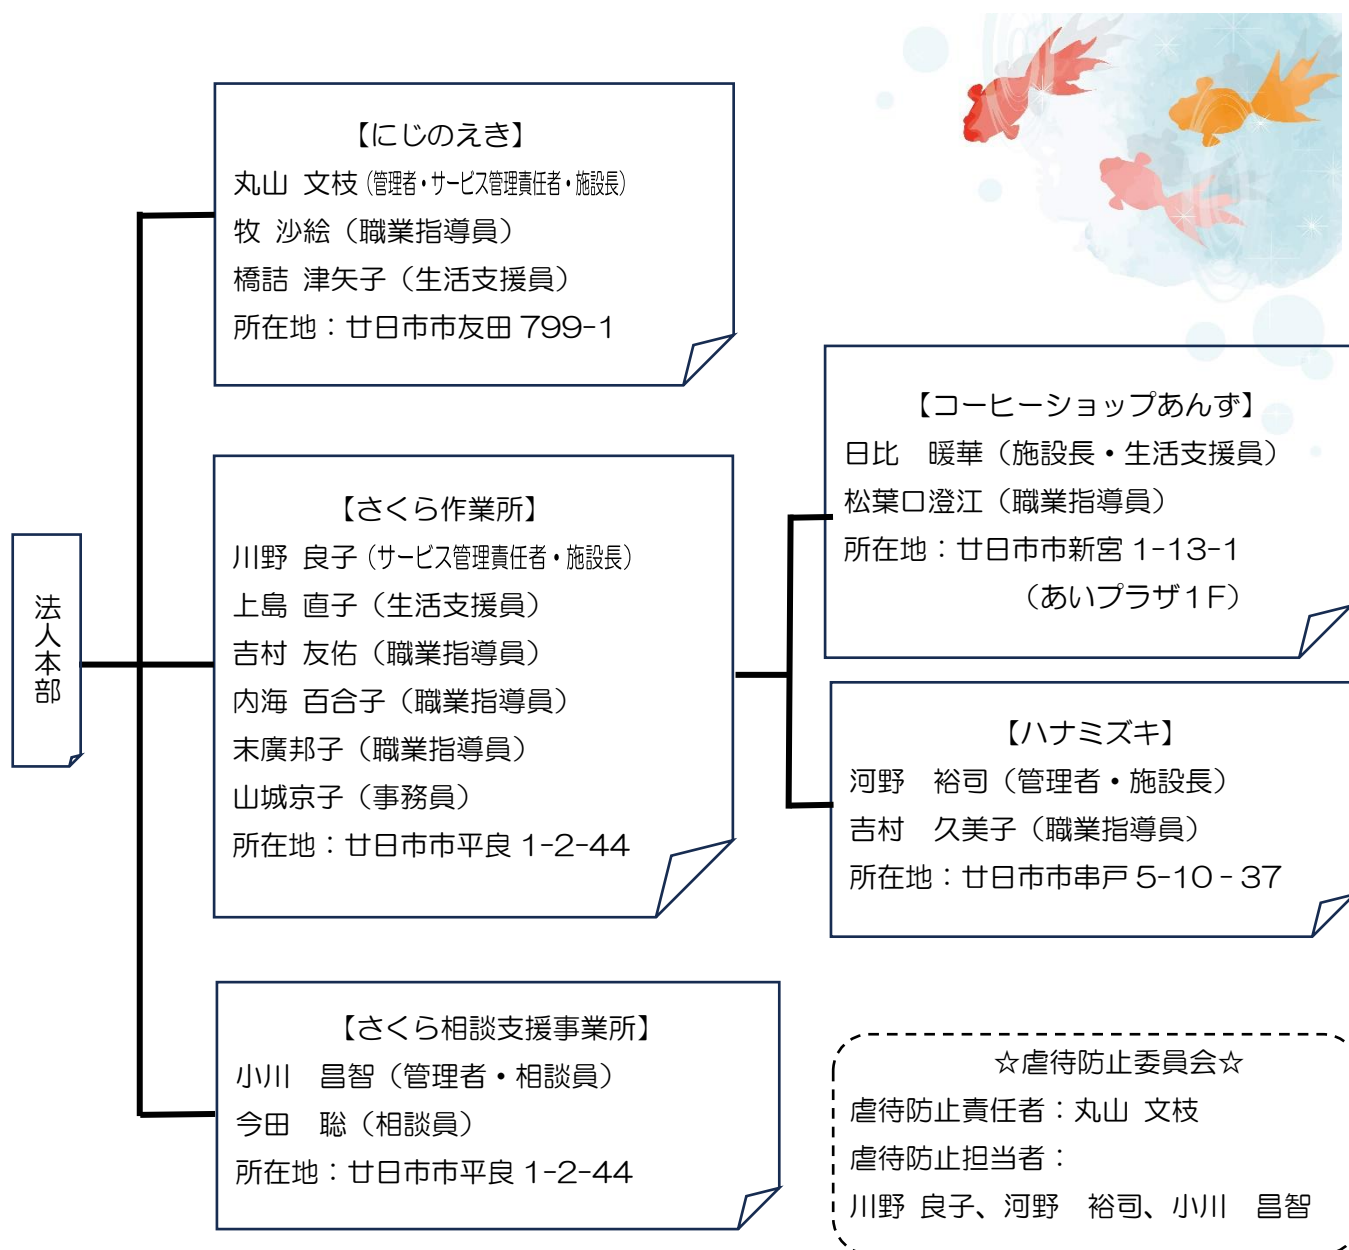 法人本部
【にじのえき】
丸山 文枝（管理者・サービス管理責任者・施設長）
牧 沙絵（職業指導員）
橋詰 津矢子（生活支援員）
所在地：廿日市市友田 799-1
【さくら作業所】
川野 良子（サービス管理責任者・施設長）
上島 直子（生活支援員）
吉村 友佑（職業指導員）
内海 百合子（職業指導員）
末廣邦子（職業指導員）
山城京子（事務員）
所在地：廿日市市平良 1-2-44
【さくら相談支援事業所】
小川　昌智（管理者・相談員）
今田　聡（相談員）
所在地：廿日市市平良 1-2-44
【コーヒーショップあんず】
日比　暖華（施設長・生活支援員）
松葉口澄江（職業指導員）
所在地：廿日市市新宮 1-13-1
（あいプラザ１F）
【ハナミズキ】
河野　裕司（管理者・施設長）
吉村　久美子（職業指導員）
所在地：廿日市市串戸 5-10‐37
☆虐待防止委員会☆
虐待防止責任者：丸山 文枝
虐待防止担当者：
川野 良子、河野　裕司、小川　昌智